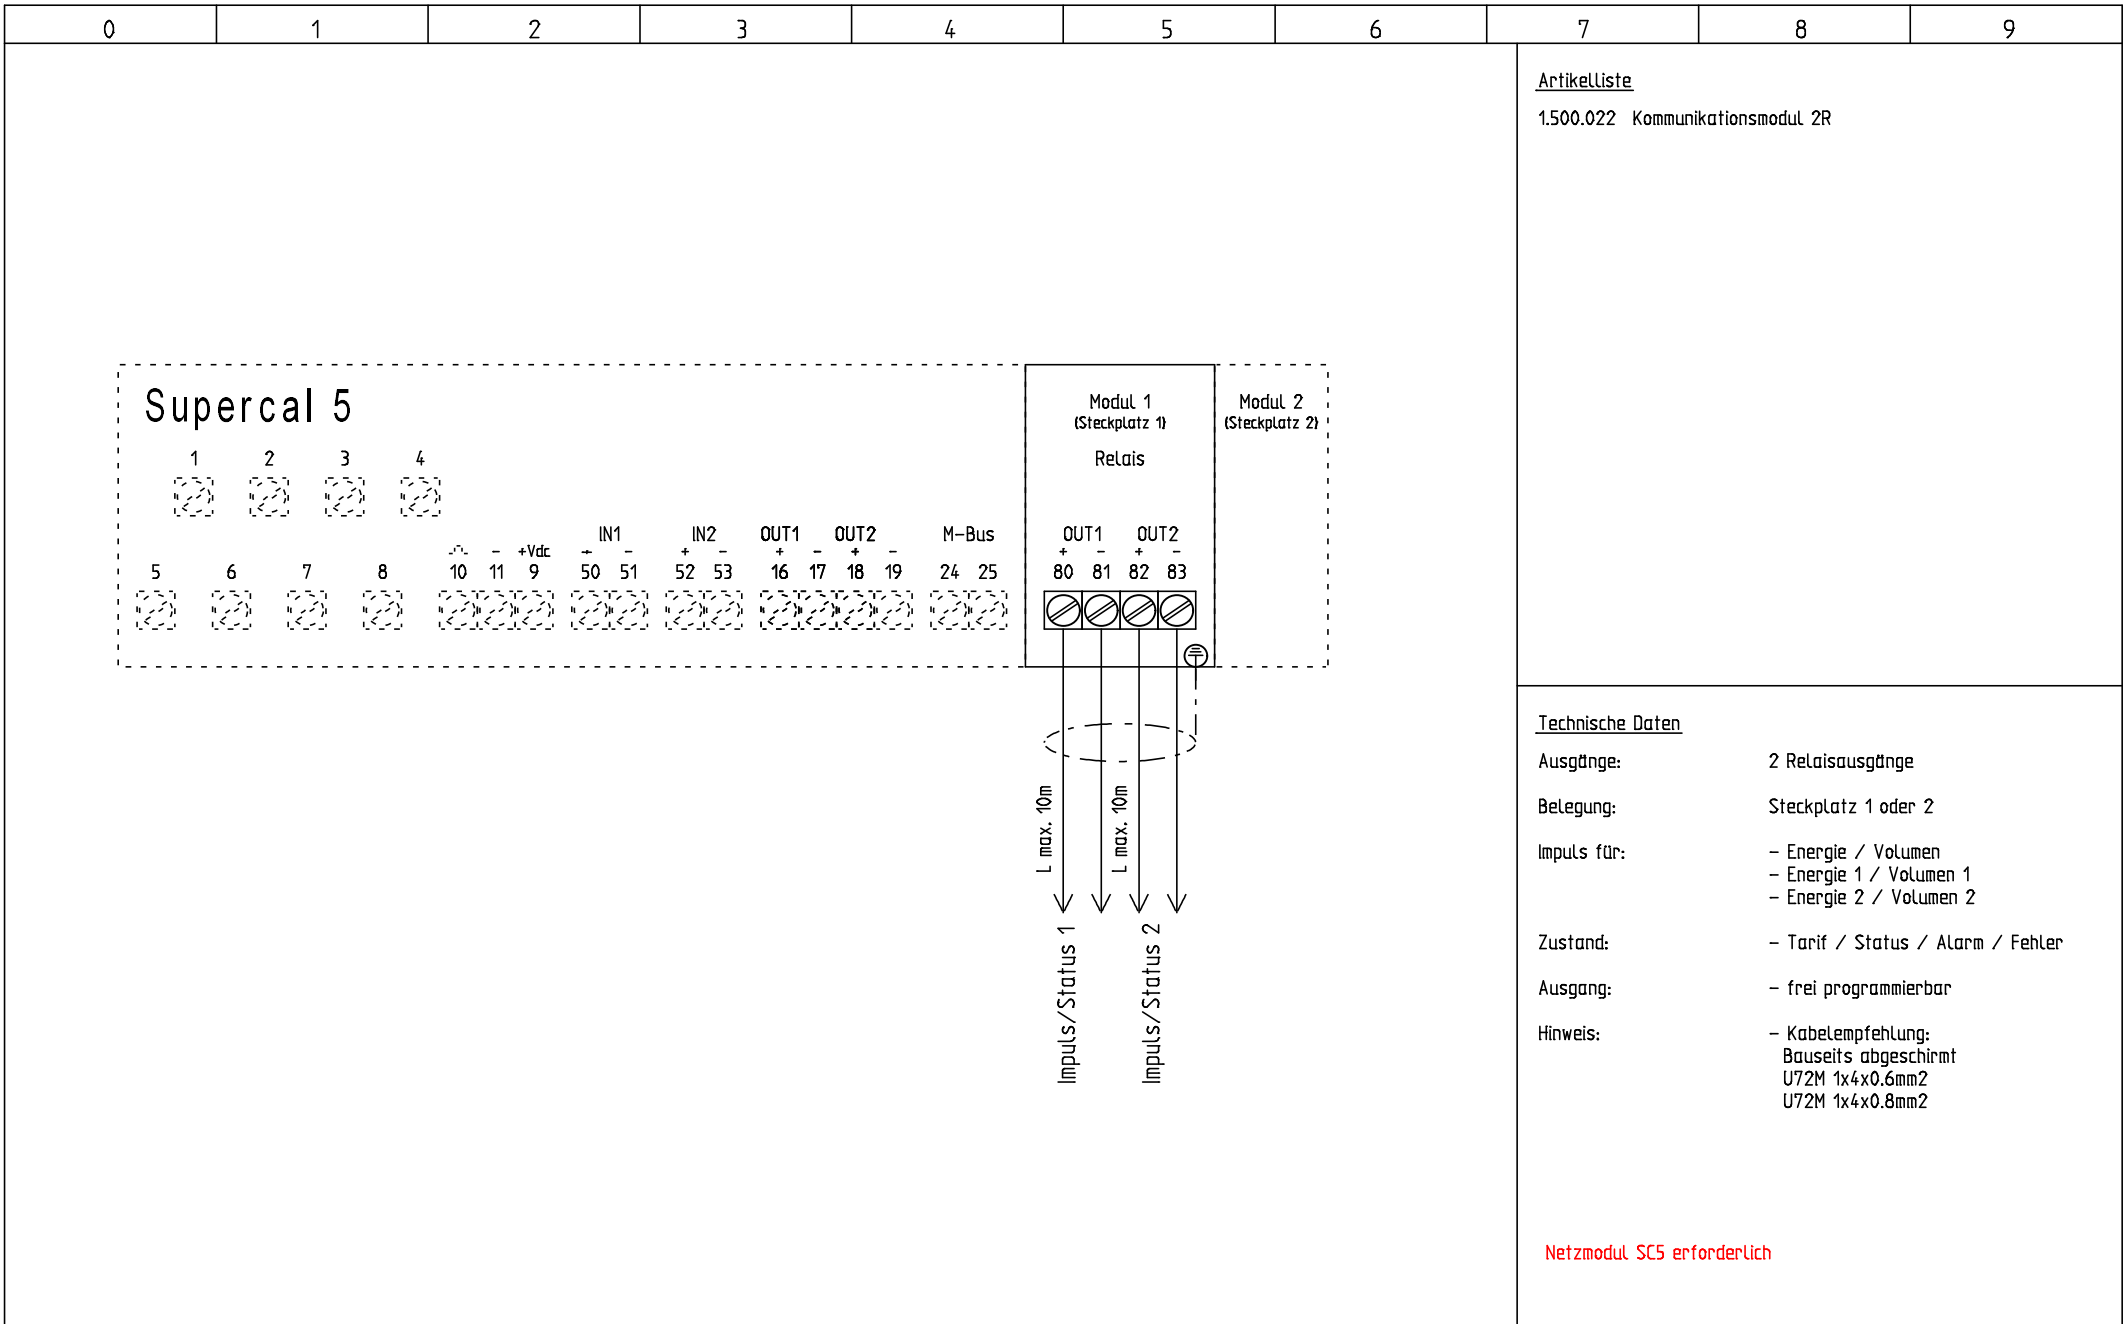 0 1 2 3 4 5 6 7 8 9
Artikelliste
1.500.022 Kommunikationsmodul 2R
Supercal 5
Modul 1
(Steckplatz 1)
Relais
Modul 2
(Steckplatz 2)
1 2 3 4
IN1 IN2 OUT1 OUT2 M-Bus OUT1 OUT2
- +Vdc + - + - + - + - + - + -
5 6 7 8 10 11 9 50 51 52 53 16 17 18 19 24 25 80 81 82 83
L max. 10m
L max. 10m
Impuls/Status 1
Impuls/Status 2
Technische Daten
Ausgänge: 2 Relaisausgänge
Belegung: Steckplatz 1 oder 2
Impuls für: - Energie / Volumen
- Energie 1 / Volumen 1
- Energie 2 / Volumen 2
Zustand: - Tarif / Status / Alarm / Fehler
Ausgang: - frei programmierbar
Hinweis: - Kabelempfehlung:
Bauseits abgeschirmt
U72M 1x4x0.6mm2
U72M 1x4x0.8mm2
Netzmodul SC5 erforderlich